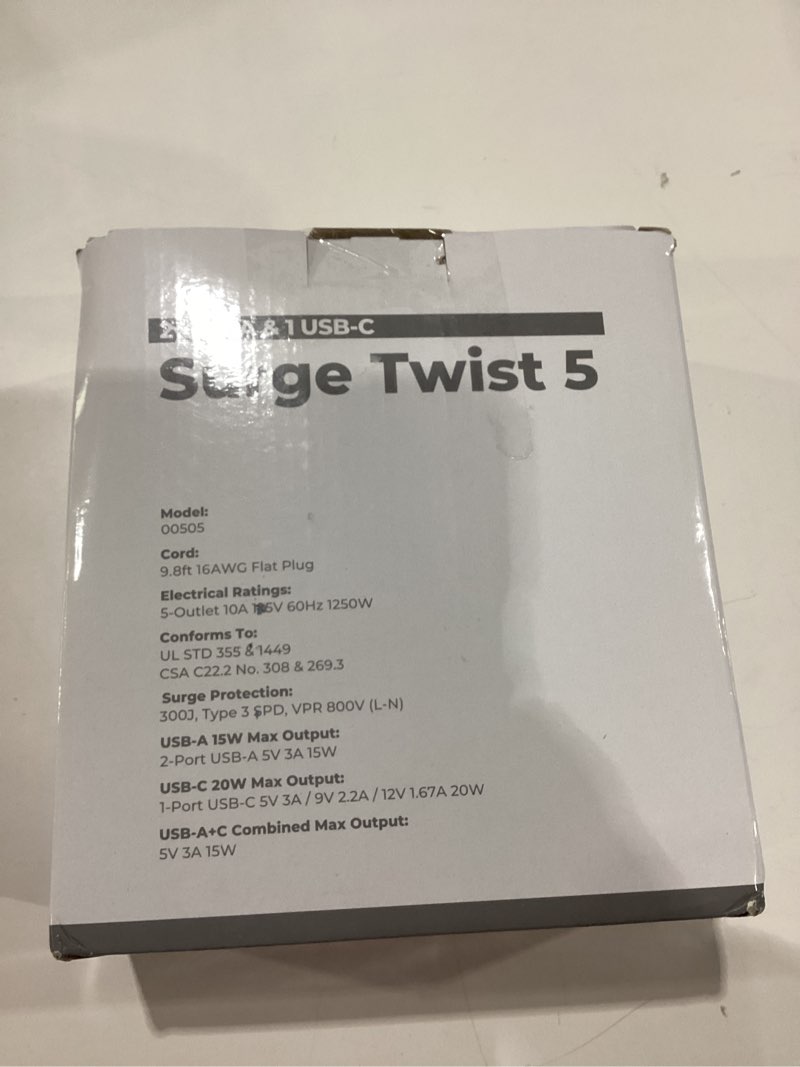 & 1 USB-C
Surge Twist 5
Model:
00505
Cord:
9.8ft 16AWG Flat Plug
Electrical Ratings:
5-Outlet 10A 125V 60Hz 1250W
Conforms To:
UL STD 355 & 1449
CSA C22.2 No. 308 & 269.3
Surge Protection:
300J, Type 3 SPD, VPR 800V (L-N)
USB-A 15W Max Output:
2-Port USB-A 5V 3A 15W
USB-C 20W Max Output:
1-Port USB-C 5V 3A / 9V 2.2A / 12V 1.67A 20W
USB-A+C Combined Max Output:
5V 3A 15W